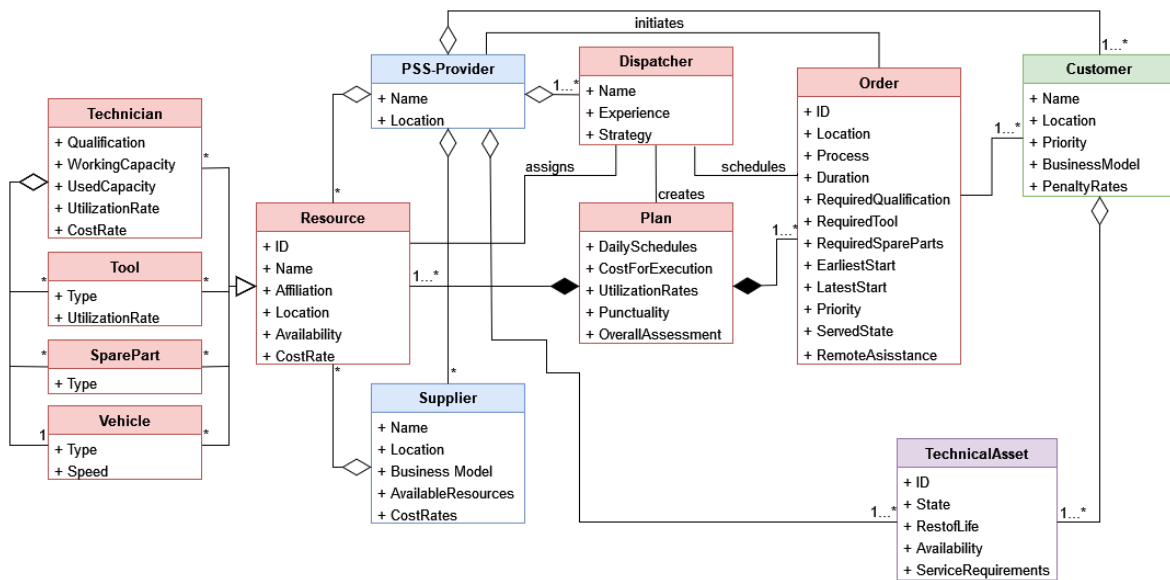 initiates
1...*
PSS-Provider
+ Name
+ Location
Dispatcher
+ Name
+ Experience
+ Strategy
1...*
Order
+ ID
+ Location
+ Process
+ Duration
+ RequiredQualification
+ RequiredTool
+ RequiredSpareParts
+ EarliestStart
+ LatestStart
+ Priority
+ ServedState
+ RemoteAsisstance
Customer
+ Name
+ Location
+ Priority
+ BusinessModel
+ PenaltyRates
1...*
Technician
+ Qualification
+ WorkingCapacity
+ UsedCapacity
+ UtilizationRate
+ CostRate
*
assigns
schedules
creates
*
Resource
+ ID
+ Name
+ Affiliation
+ Location
+ Availability
+ CostRate
1...*
Plan
+ DailySchedules
+ CostForExecution
+ UtilizationRates
+ Punctuality
+ OverallAssessment
1...*
Tool
+ Type
+ UtilizationRate
*
*
SparePart
+ Type
*
*
Vehicle
+ Type
+ Speed
1
*
*
*
Supplier
+ Name
+ Location
+ Business Model
+ AvailableResources
+ CostRates
TechnicalAsset
+ ID
+ State
+ RestofLife
+ Availability
+ ServiceRequirements
1...*
1...*